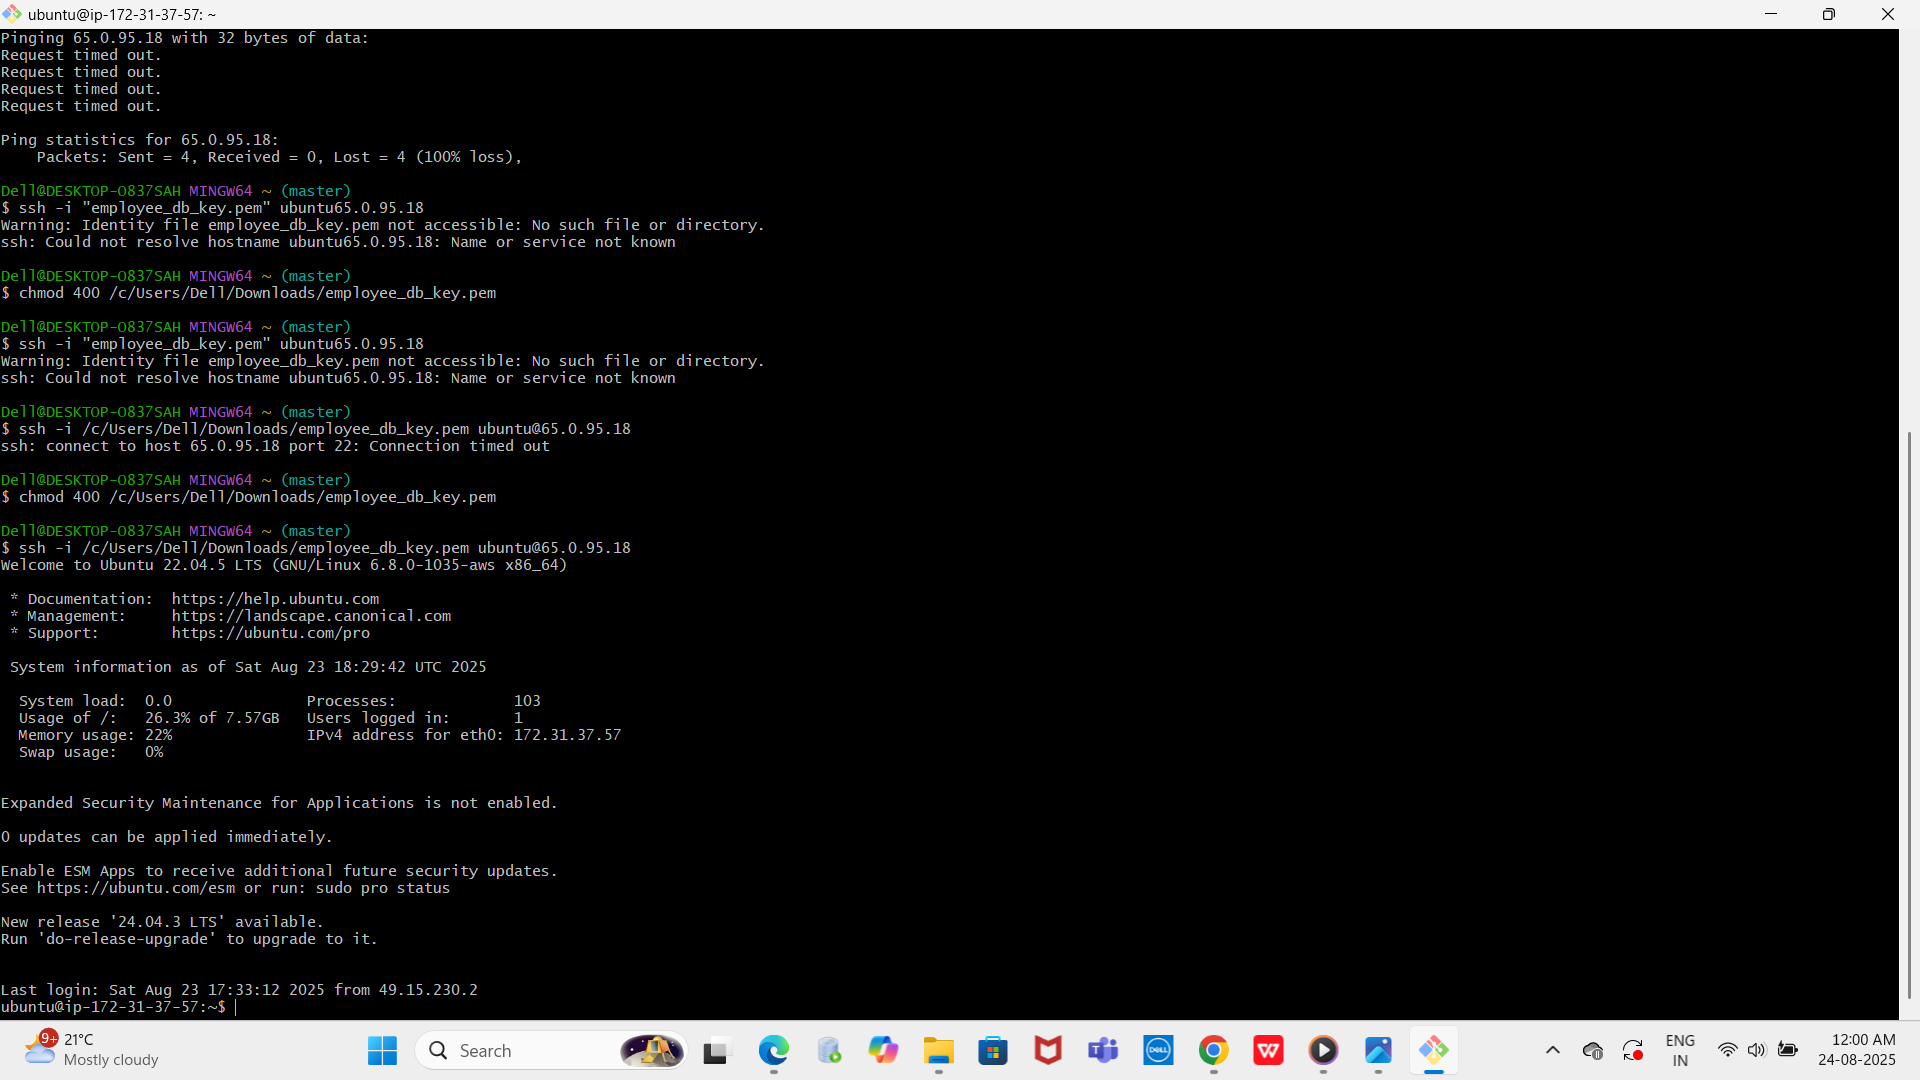 ubuntu@ip-172-31-37-57: ~
Pinging 65.0.95.18 with 32 bytes of data:
Request timed out.
Request timed out.
Request timed out.
Request timed out.
Ping statistics for 65.0.95.18:
    Packets: Sent = 4, Received = 0, Lost = 4 (100% loss),
Dell@DESKTOP-O837SAH MINGW64 ~ (master)
$ ssh -i "employee_db_key.pem" ubuntu65.0.95.18
Warning: Identity file employee_db_key.pem not accessible: No such file or directory.
ssh: Could not resolve hostname ubuntu65.0.95.18: Name or service not known
Dell@DESKTOP-O837SAH MINGW64 ~ (master)
$ chmod 400 /c/Users/Dell/Downloads/employee_db_key.pem
Dell@DESKTOP-O837SAH MINGW64 ~ (master)
$ ssh -i "employee_db_key.pem" ubuntu65.0.95.18
Warning: Identity file employee_db_key.pem not accessible: No such file or directory.
ssh: Could not resolve hostname ubuntu65.0.95.18: Name or service not known
Dell@DESKTOP-O837SAH MINGW64 ~ (master)
$ ssh -i /c/Users/Dell/Downloads/employee_db_key.pem ubuntu@65.0.95.18
ssh: connect to host 65.0.95.18 port 22: Connection timed out
Dell@DESKTOP-O837SAH MINGW64 ~ (master)
$ chmod 400 /c/Users/Dell/Downloads/employee_db_key.pem
Dell@DESKTOP-O837SAH MINGW64 ~ (master)
$ ssh -i /c/Users/Dell/Downloads/employee_db_key.pem ubuntu@65.0.95.18
Welcome to Ubuntu 22.04.5 LTS (GNU/Linux 6.8.0-1035-aws x86_64)
 * Documentation:  https://help.ubuntu.com
 * Management:     https://landscape.canonical.com
 * Support:        https://ubuntu.com/pro
 System information as of Sat Aug 23 18:29:42 UTC 2025
  System load:  0.0               Processes:             103
  Usage of /:   26.3% of 7.57GB   Users logged in:       1
  Memory usage: 22%               IPv4 address for eth0: 172.31.37.57
  Swap usage:   0%
Expanded Security Maintenance for Applications is not enabled.
0 updates can be applied immediately.
Enable ESM Apps to receive additional future security updates.
See https://ubuntu.com/esm or run: sudo pro status
New release '24.04.3 LTS' available.
Run 'do-release-upgrade' to upgrade to it.
Last login: Sat Aug 23 17:33:12 2025 from 49.15.230.2
ubuntu@ip-172-31-37-57:~$
9+
21°C
Mostly cloudy
Search
DELL
W
ENG
IN
12:00 AM
24-08-2025